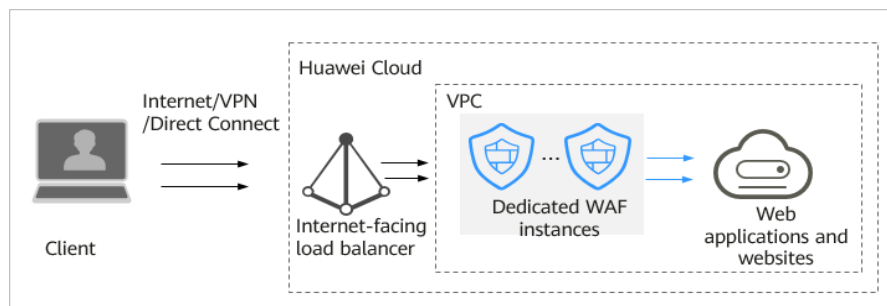 Huawei Cloud
Internet/VPN
/Direct Connect
VPC
...
Client
Internet-facing
load balancer
Dedicated WAF
instances
Web
applications and
websites